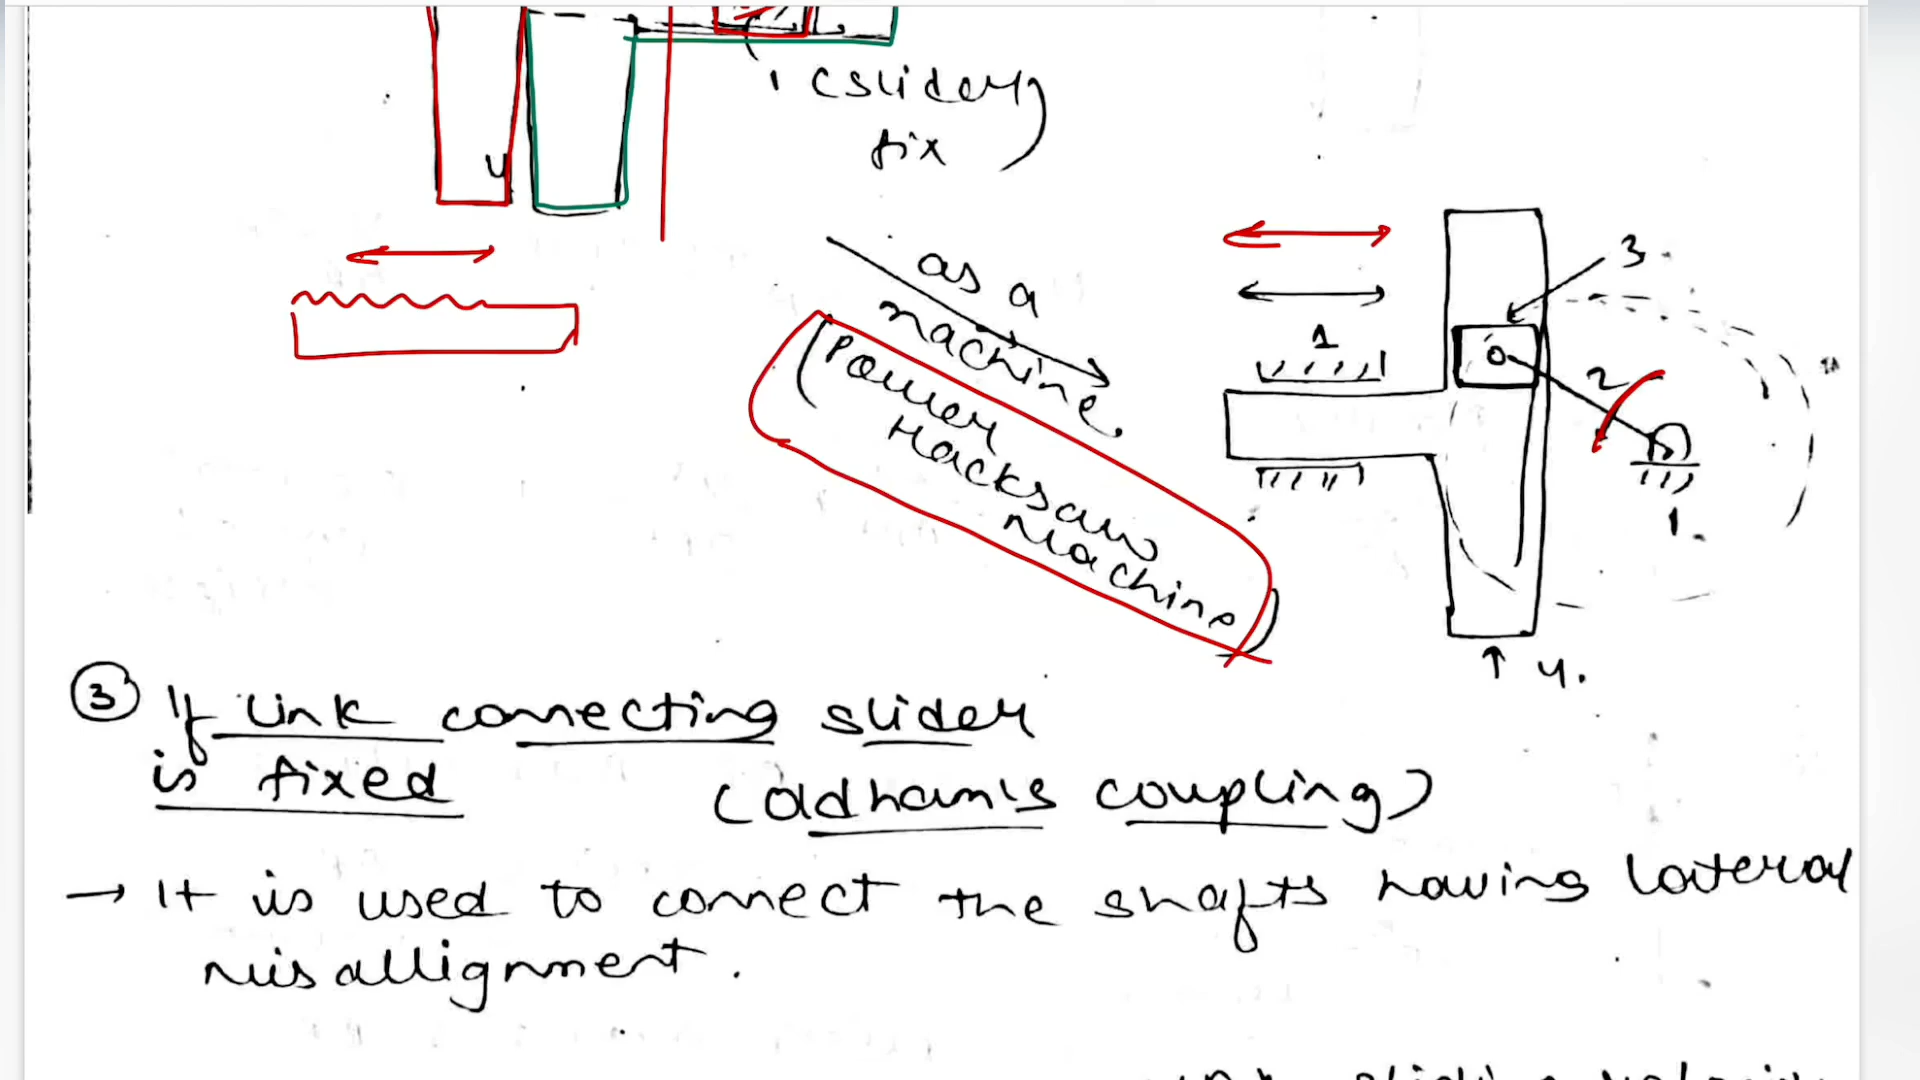 4
1 (slider)
fix
as a
machine.
(Power
Hacksaw
Machine)
3.
1
2
1.
↑ 4.
③ If link connecting slider
is fixed (oldham's coupling)
→ It is used to connect the shafts having lateral
misallignment.